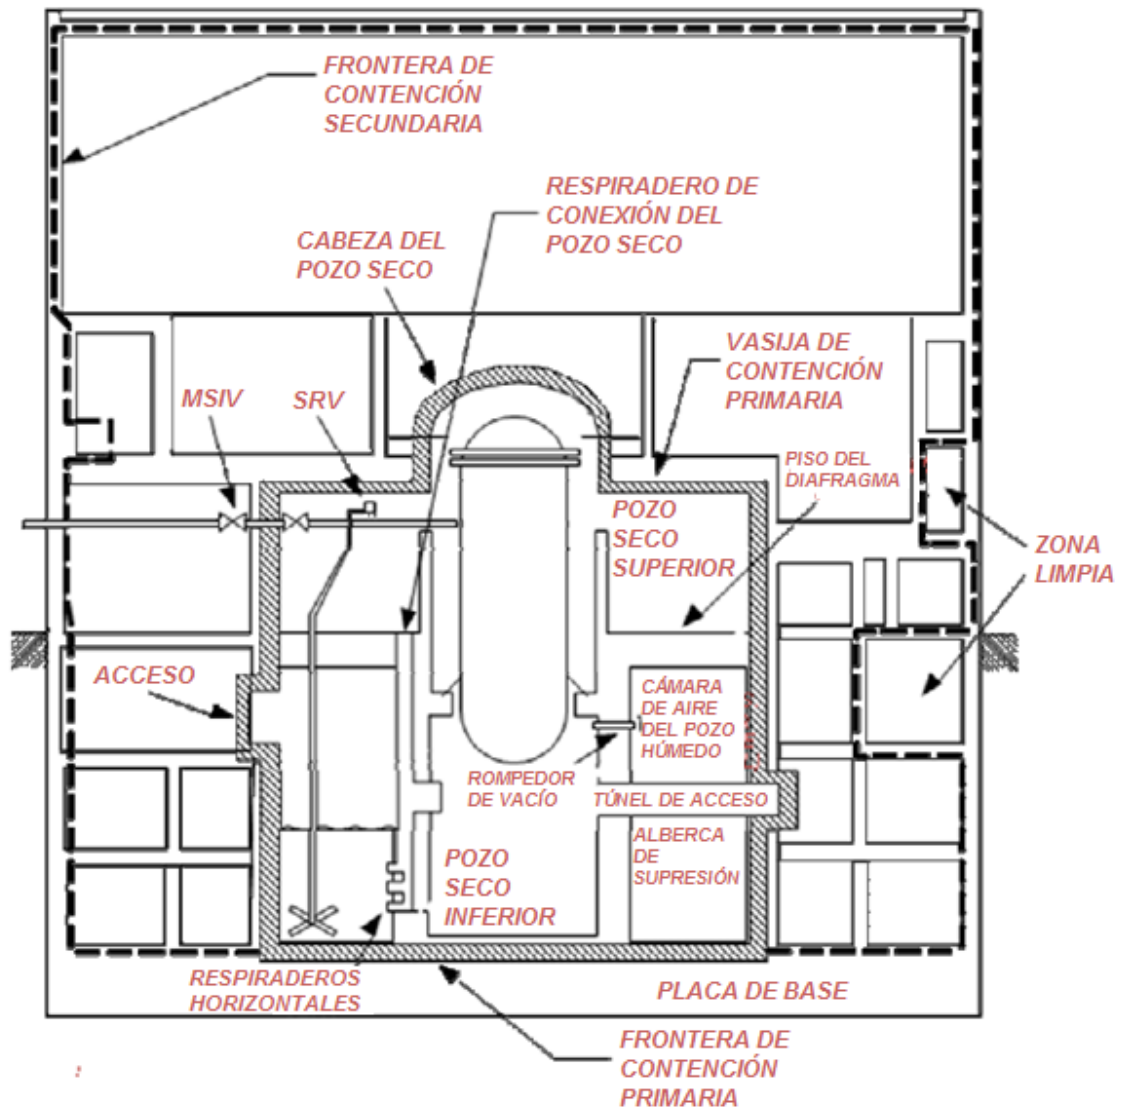 FRONTERA DE
CONTENCIÓN
SECUNDARIA
RESPIRADERO DE
CONEXIÓN DEL
POZO SECO
CABEZA DEL
POZO SECO
VASIJA DE
CONTENCIÓN
PRIMARIA
MSIV
SRV
PISO DEL
DIAFRAGMA
POZO
SECO
SUPERIOR
ZONA
LIMPIA
ACCESO
CÁMARA
DE AIRE
DEL POZO
HÚMEDO
ROMPEDOR
DE VACÍO
TÚNEL DE ACCESO
ALBERCA
DE
SUPRESIÓN
POZO
SECO
INFERIOR
RESPIRADEROS
HORIZONTALES
PLACA DE BASE
FRONTERA DE
CONTENCIÓN
PRIMARIA